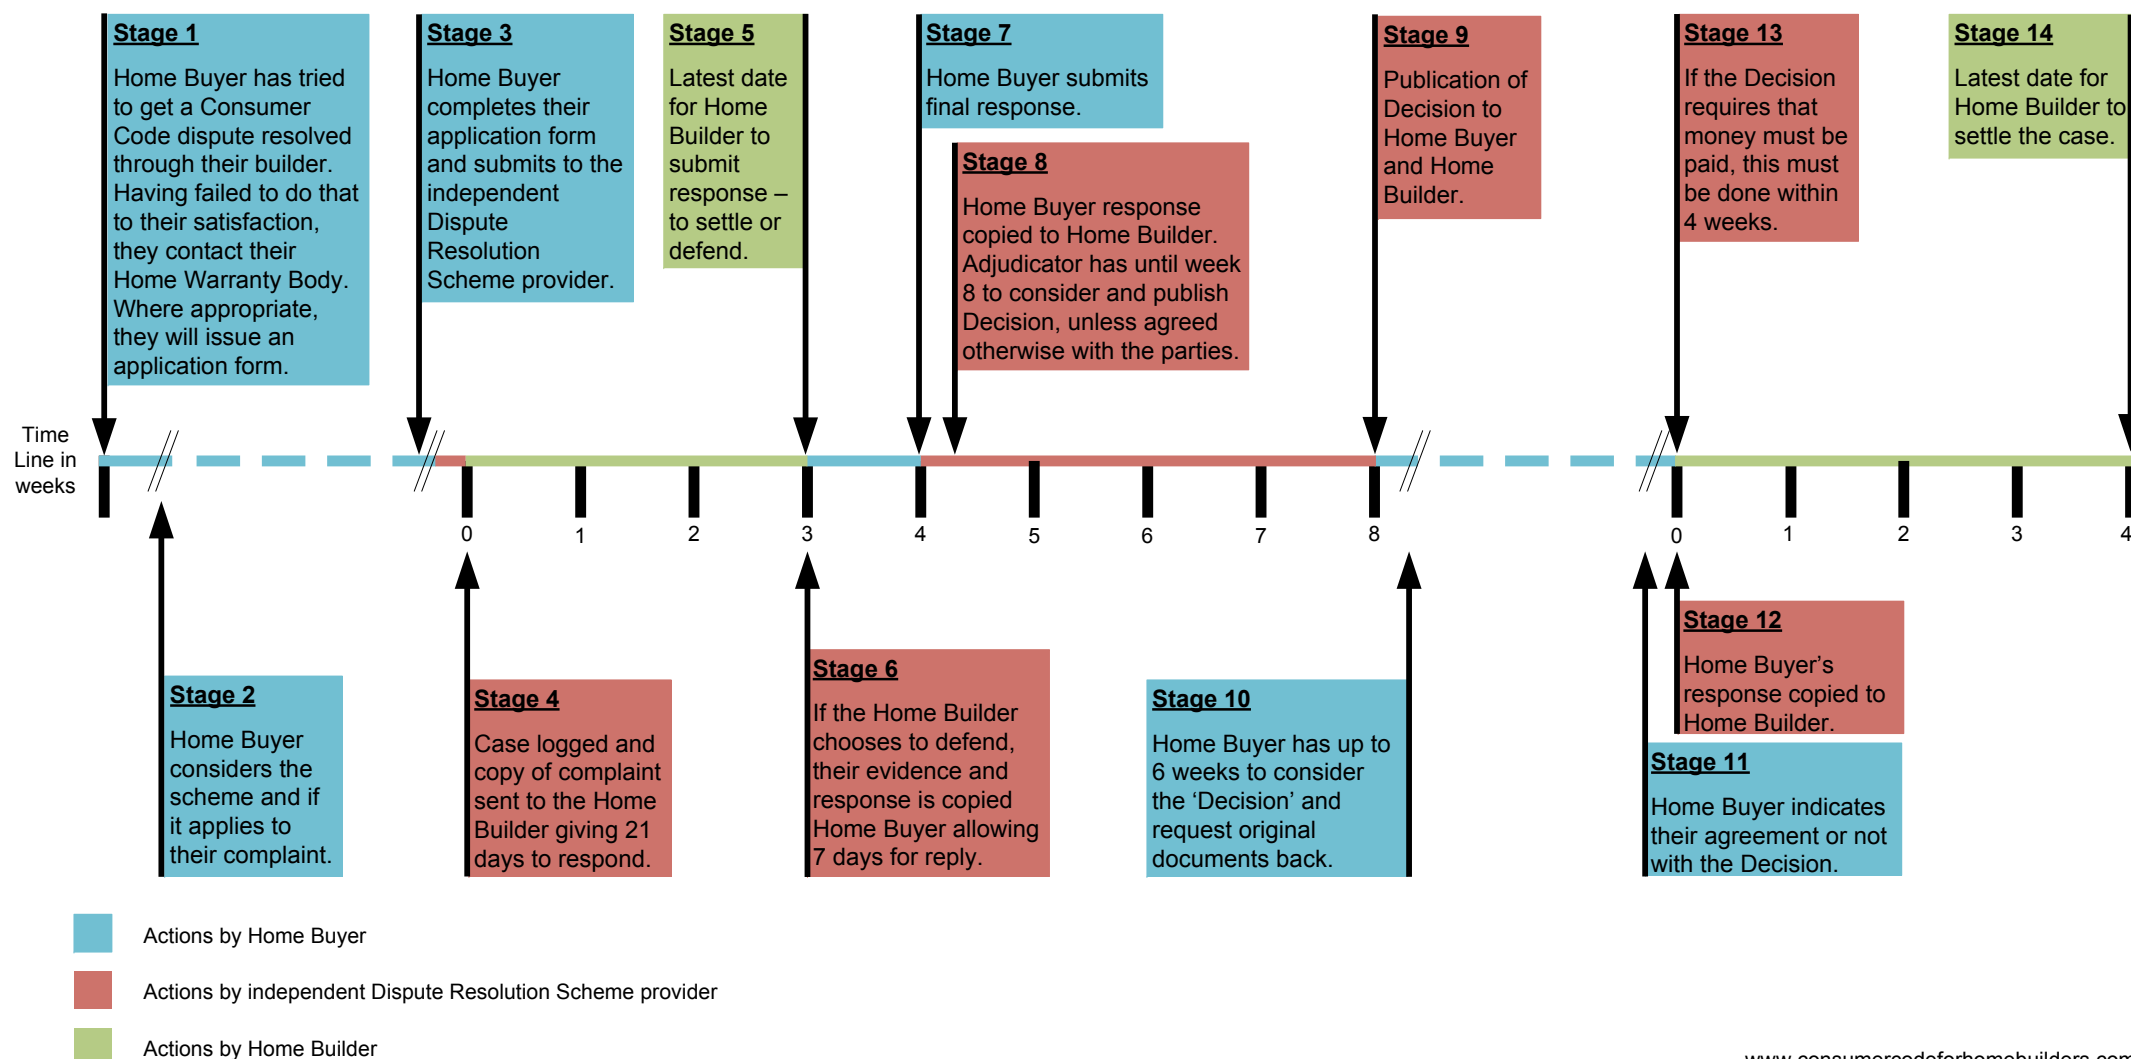 Stage 1
Home Buyer has tried
to get a Consumer
Code dispute resolved
through their builder.
Having failed to do that
to their satisfaction,
they contact their
Home Warranty Body.
Where appropriate,
they will issue an
application form.
Stage 3
Home Buyer
completes their
application form
and submits to the
independent
Dispute
Resolution
Scheme provider.
Stage 5
Latest date
for Home
Builder to
submit
response –
to settle or
defend.
Stage 7
Home Buyer submits
final response.
Stage 8
Home Buyer response
copied to Home Builder.
Adjudicator has until week
8 to consider and publish
Decision, unless agreed
otherwise with the parties.
Stage 9
Publication of
Decision to
Home Buyer
and Home
Builder.
Stage 13
If the Decision
requires that
money must be
paid, this must
be done within
4 weeks.
Stage 14
Latest date for
Home Builder to
settle the case.
Time
Line in
weeks
0 1 2 3 4 5 6 7 8 0 1 2 3 4
Stage 2
Home Buyer
considers the
scheme and if
it applies to
their complaint.
Stage 4
Case logged and
copy of complaint
sent to the Home
Builder giving 21
days to respond.
Stage 6
If the Home Builder
chooses to defend,
their evidence and
response is copied
Home Buyer allowing
7 days for reply.
Stage 10
Home Buyer has up to
6 weeks to consider
the ‘Decision’ and
request original
documents back.
Stage 12
Home Buyer’s
response copied to
Home Builder.
Stage 11
Home Buyer indicates
their agreement or not
with the Decision.
Actions by Home Buyer
Actions by independent Dispute Resolution Scheme provider
Actions by Home Builder
www.consumercodeforhomebuilders.com